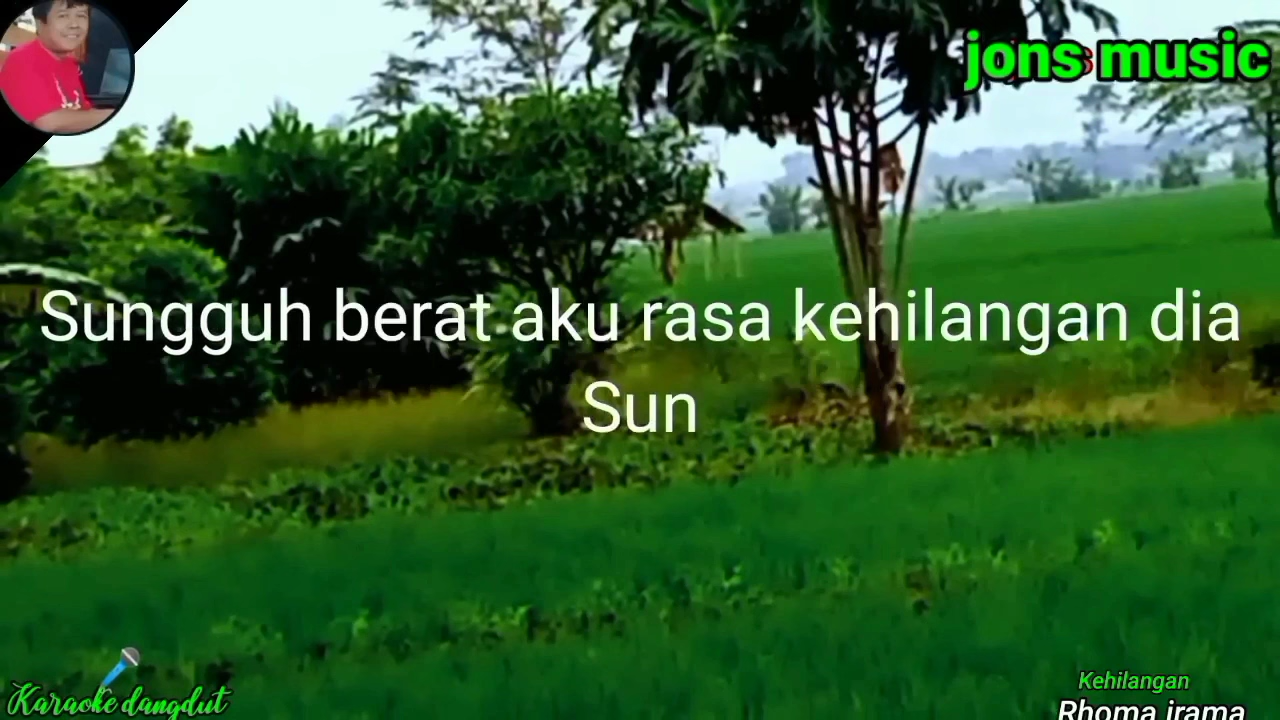 jons music
Sungguh berat aku rasa kehilangan dia
Sun
Karaoke dangdut
Kehilangan
Rhoma irama